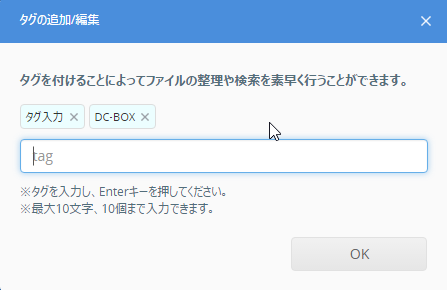 タグの追加/編集 ×
タグを付けることによってファイルの整理や検索を素早く行うことができます。
タグ入力 × DC-BOX ×
tag
※タグを入力し、Enterキーを押してください。
※最大10文字、10個まで入力できます。
OK